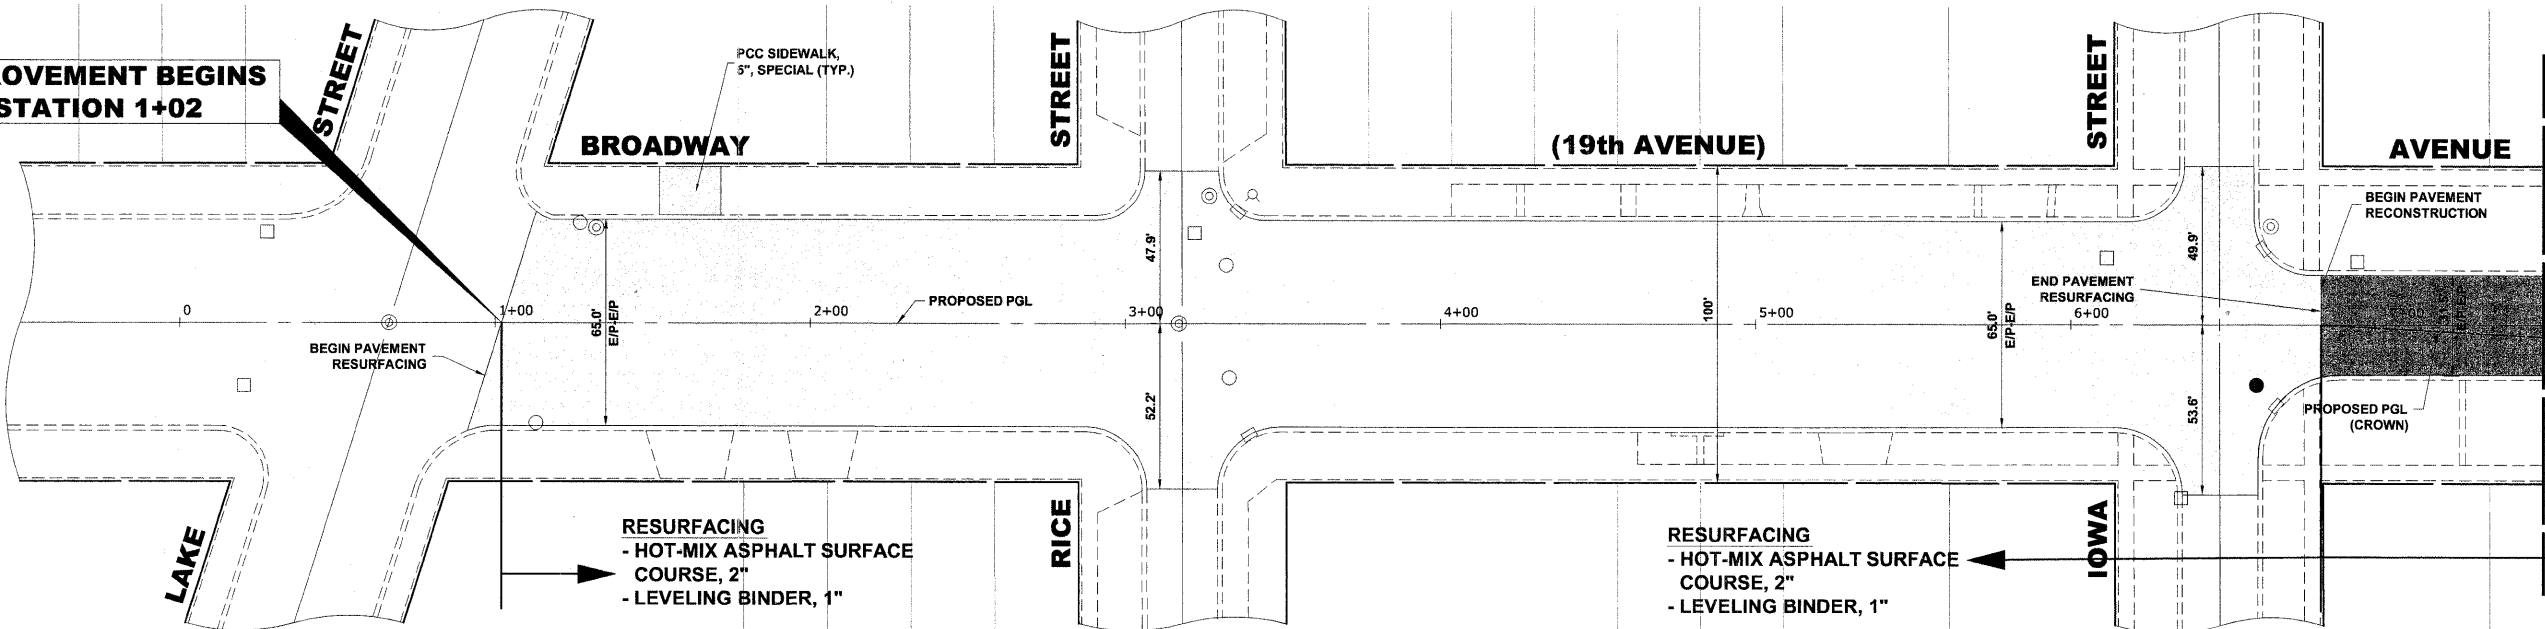 OVEMENT BEGINS
STATION 1+02
STREET
BROADWAY
PCC SIDEWALK,
5", SPECIAL (TYP.)
STREET
(19th AVENUE)
STREET
AVENUE
BEGIN PAVEMENT
RECONSTRUCTION
47.9'
49.9'
END PAVEMENT
RESURFACING
0
1+00
2+00
PROPOSED PGL
3+00
4+00
5+00
6+00
65.0'
E/P-E/P
100'
65.0'
E/P-E/P
BEGIN PAVEMENT
RESURFACING
52.2'
53.6'
PROPOSED PGL
(CROWN)
LAKE
RESURFACING
- HOT-MIX ASPHALT SURFACE
COURSE, 2"
- LEVELING BINDER, 1"
RICE
RESURFACING
- HOT-MIX ASPHALT SURFACE
COURSE, 2"
- LEVELING BINDER, 1"
IOWA